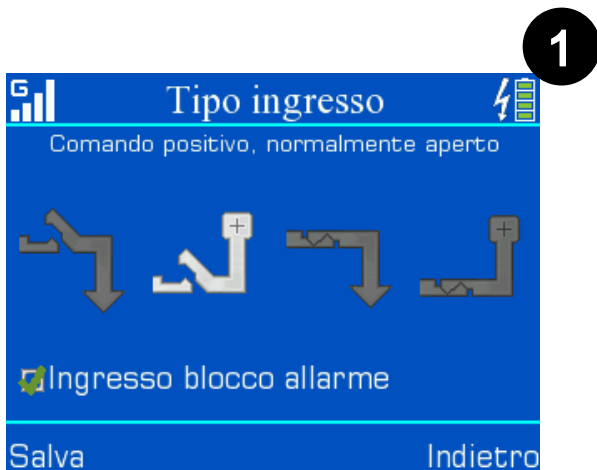 1
G
Tipo ingresso
Comando positivo, normalmente aperto
+
+
Ingresso blocco allarme
Salva
Indietro